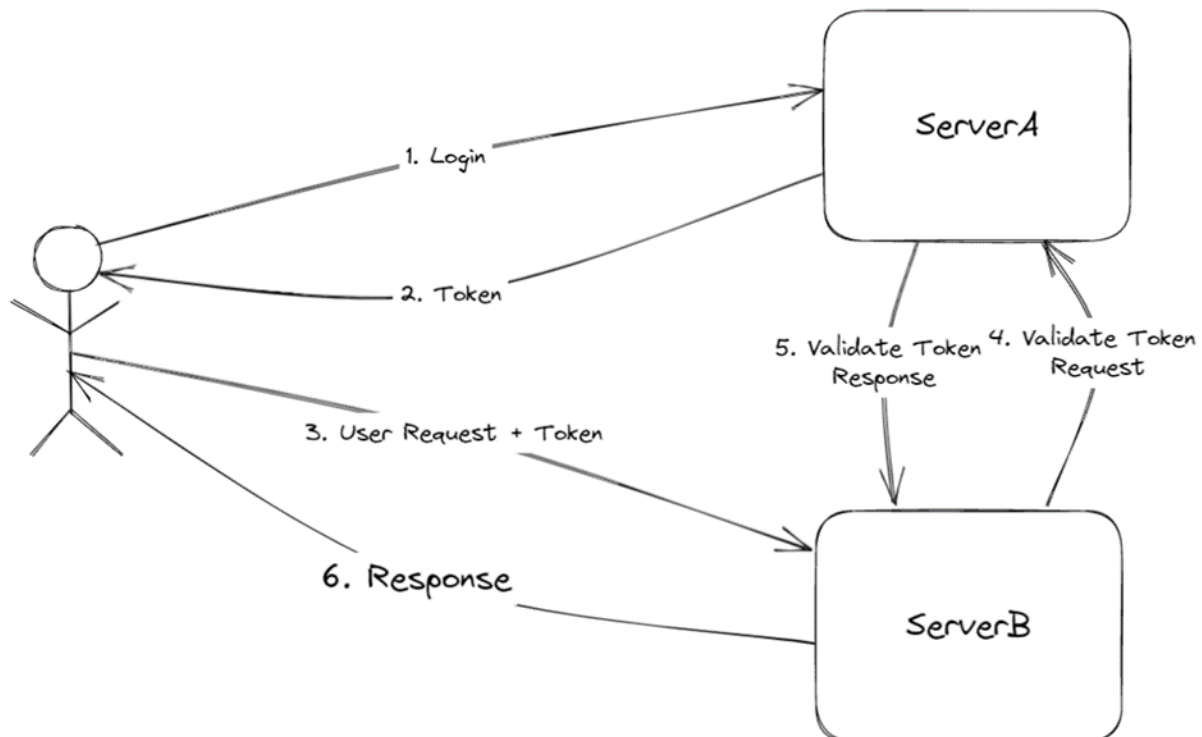 ServerA
1. Login
2. Token
5. Validate Token
Response
4. Validate Token
Request
3. User Request + Token
6. Response
ServerB